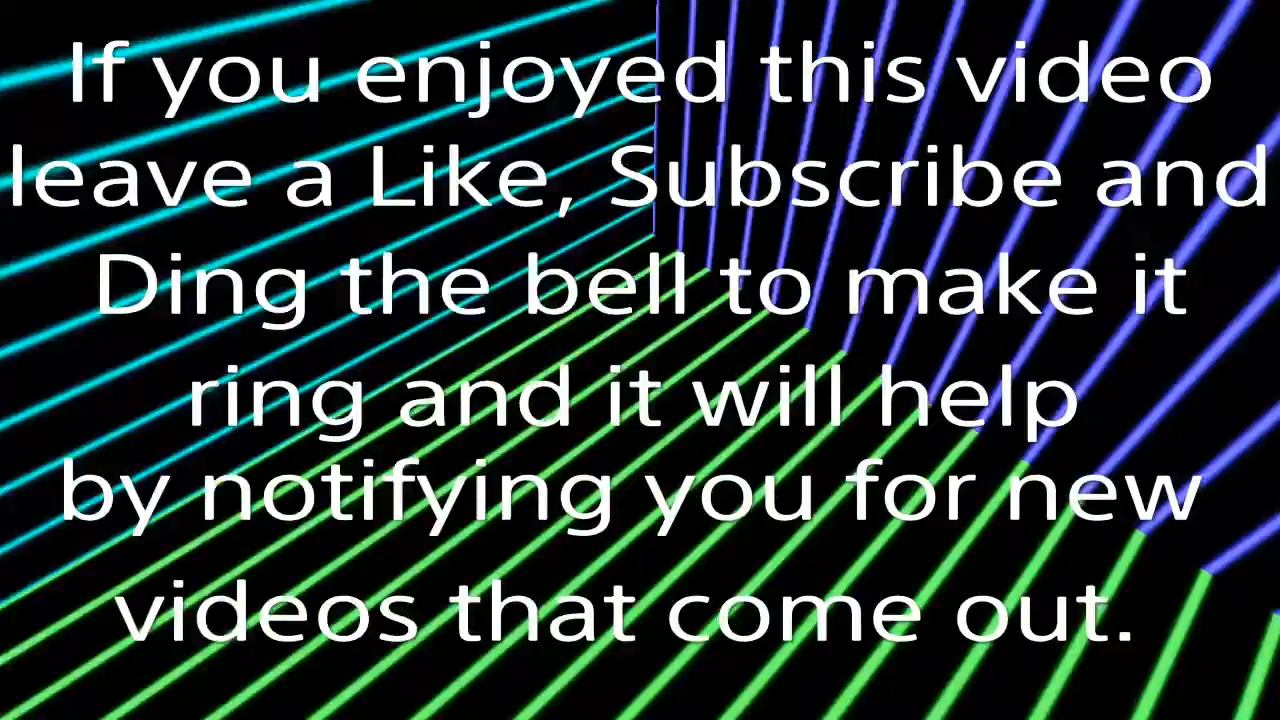 If you enjoyed this video
leave a Like, Subscribe and
Ding the bell to make it
ring and it will help
by notifying you for new
videos that come out.